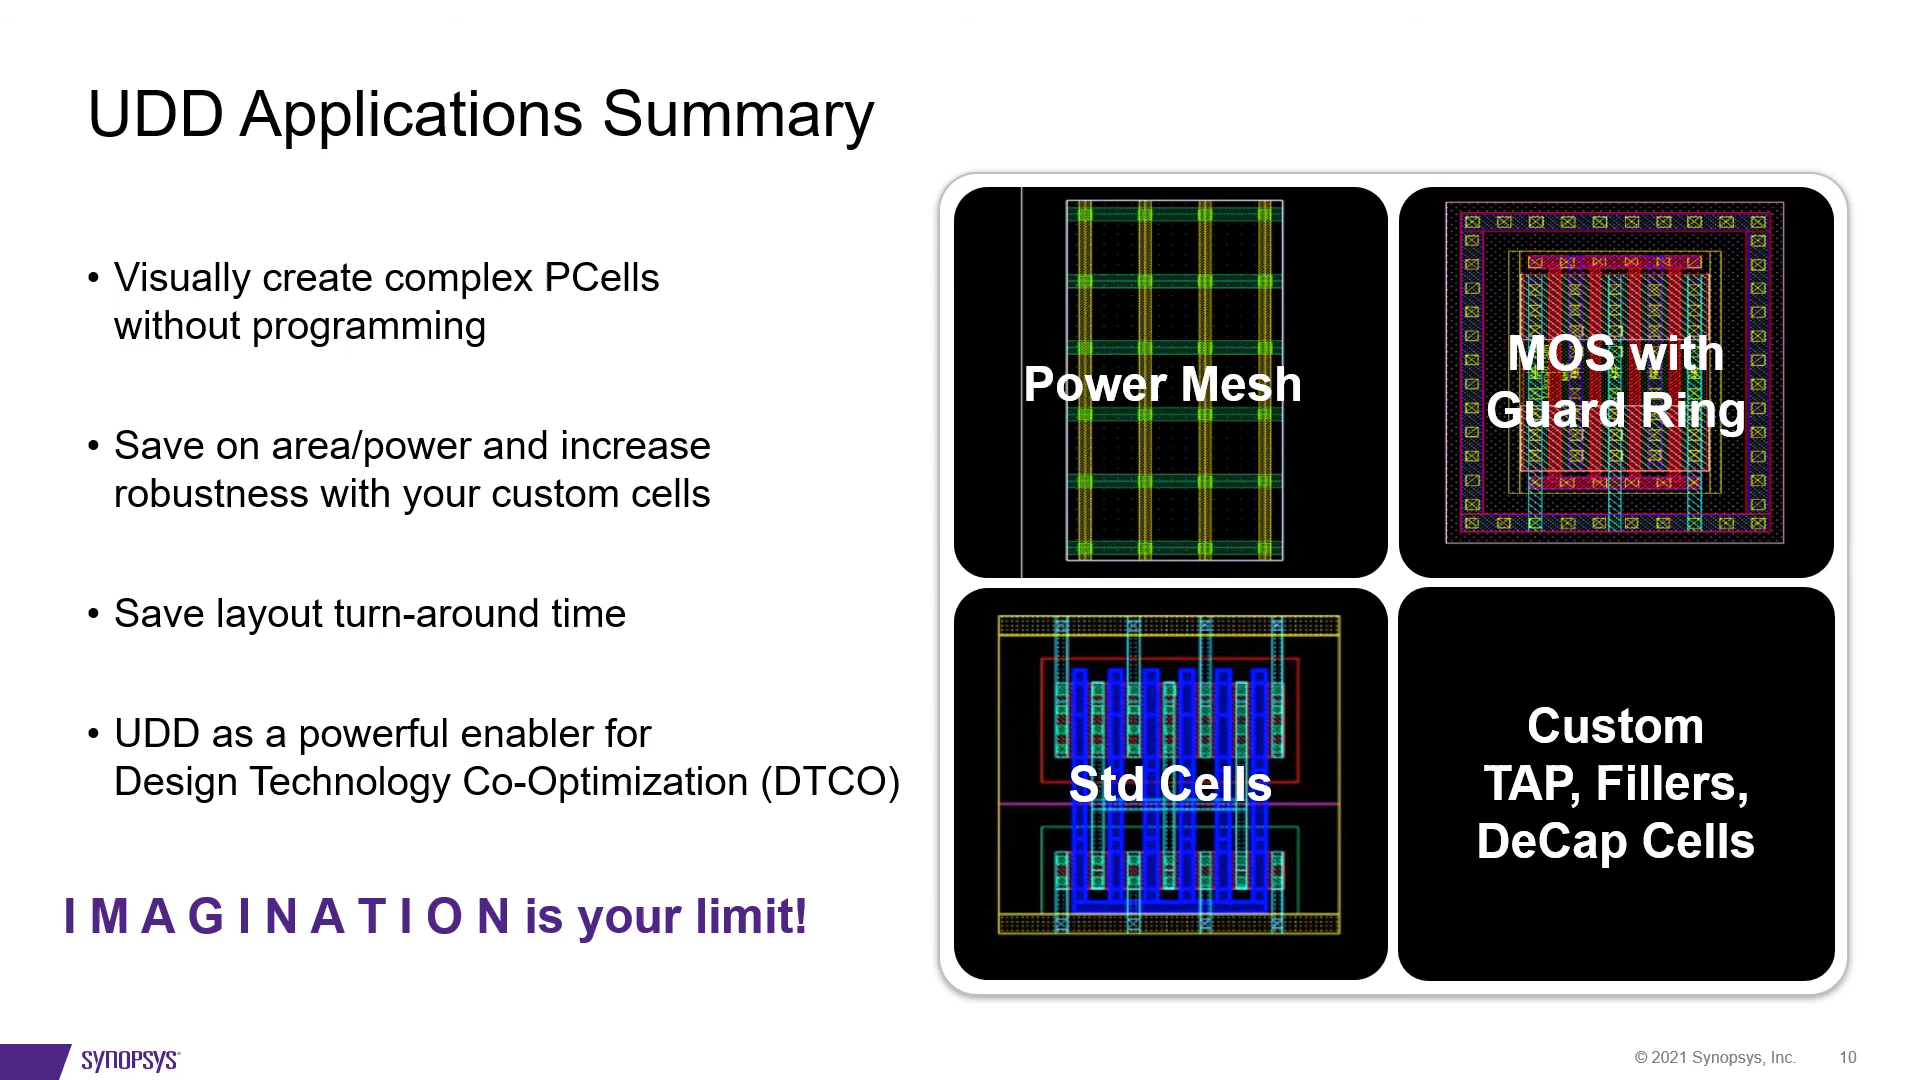 UDD Applications Summary
• Visually create complex PCells
without programming
• Save on area/power and increase
robustness with your custom cells
• Save layout turn-around time
• UDD as a powerful enabler for
Design Technology Co-Optimization (DTCO)
I M A G I N A T I O N is your limit!
Power Mesh
MOS with
Guard Ring
Std Cells
Custom
TAP, Fillers,
DeCap Cells
SYNOPSYS®
© 2021 Synopsys, Inc.
10